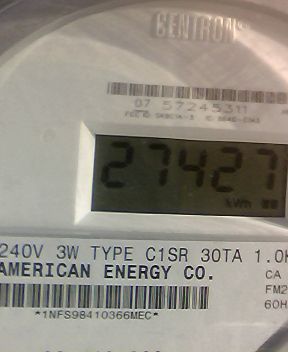 CENTRON®
07 57245311
27427
kWh
240V 3W TYPE C1SR 30TA 1.0K
AMERICAN ENERGY CO.
CA
FM2
60H
*1NFS98410366MEC*